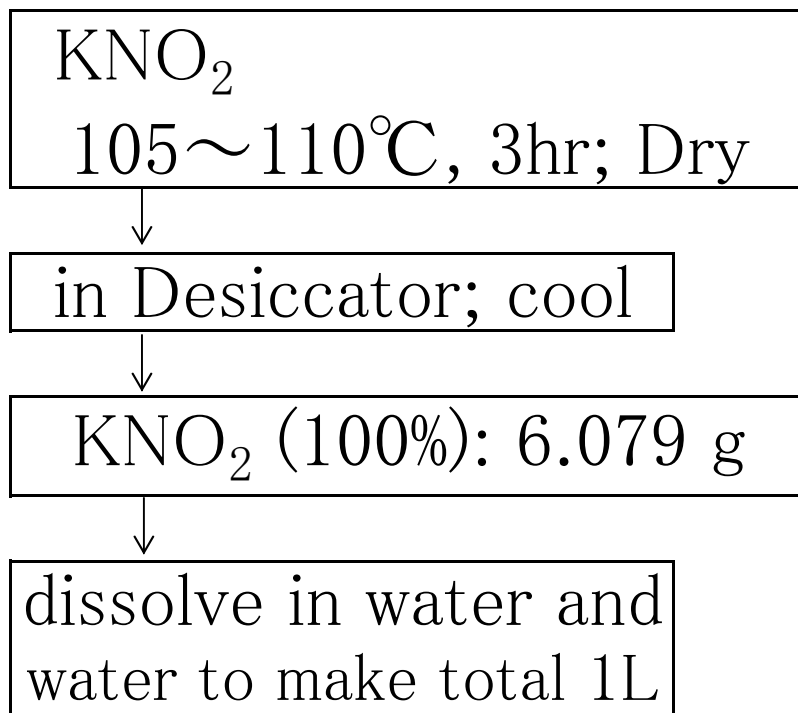 KNO₂
105～110℃, 3hr; Dry
in Desiccator; cool
KNO₂ (100%): 6.079 g
dissolve in water and
water to make total 1L